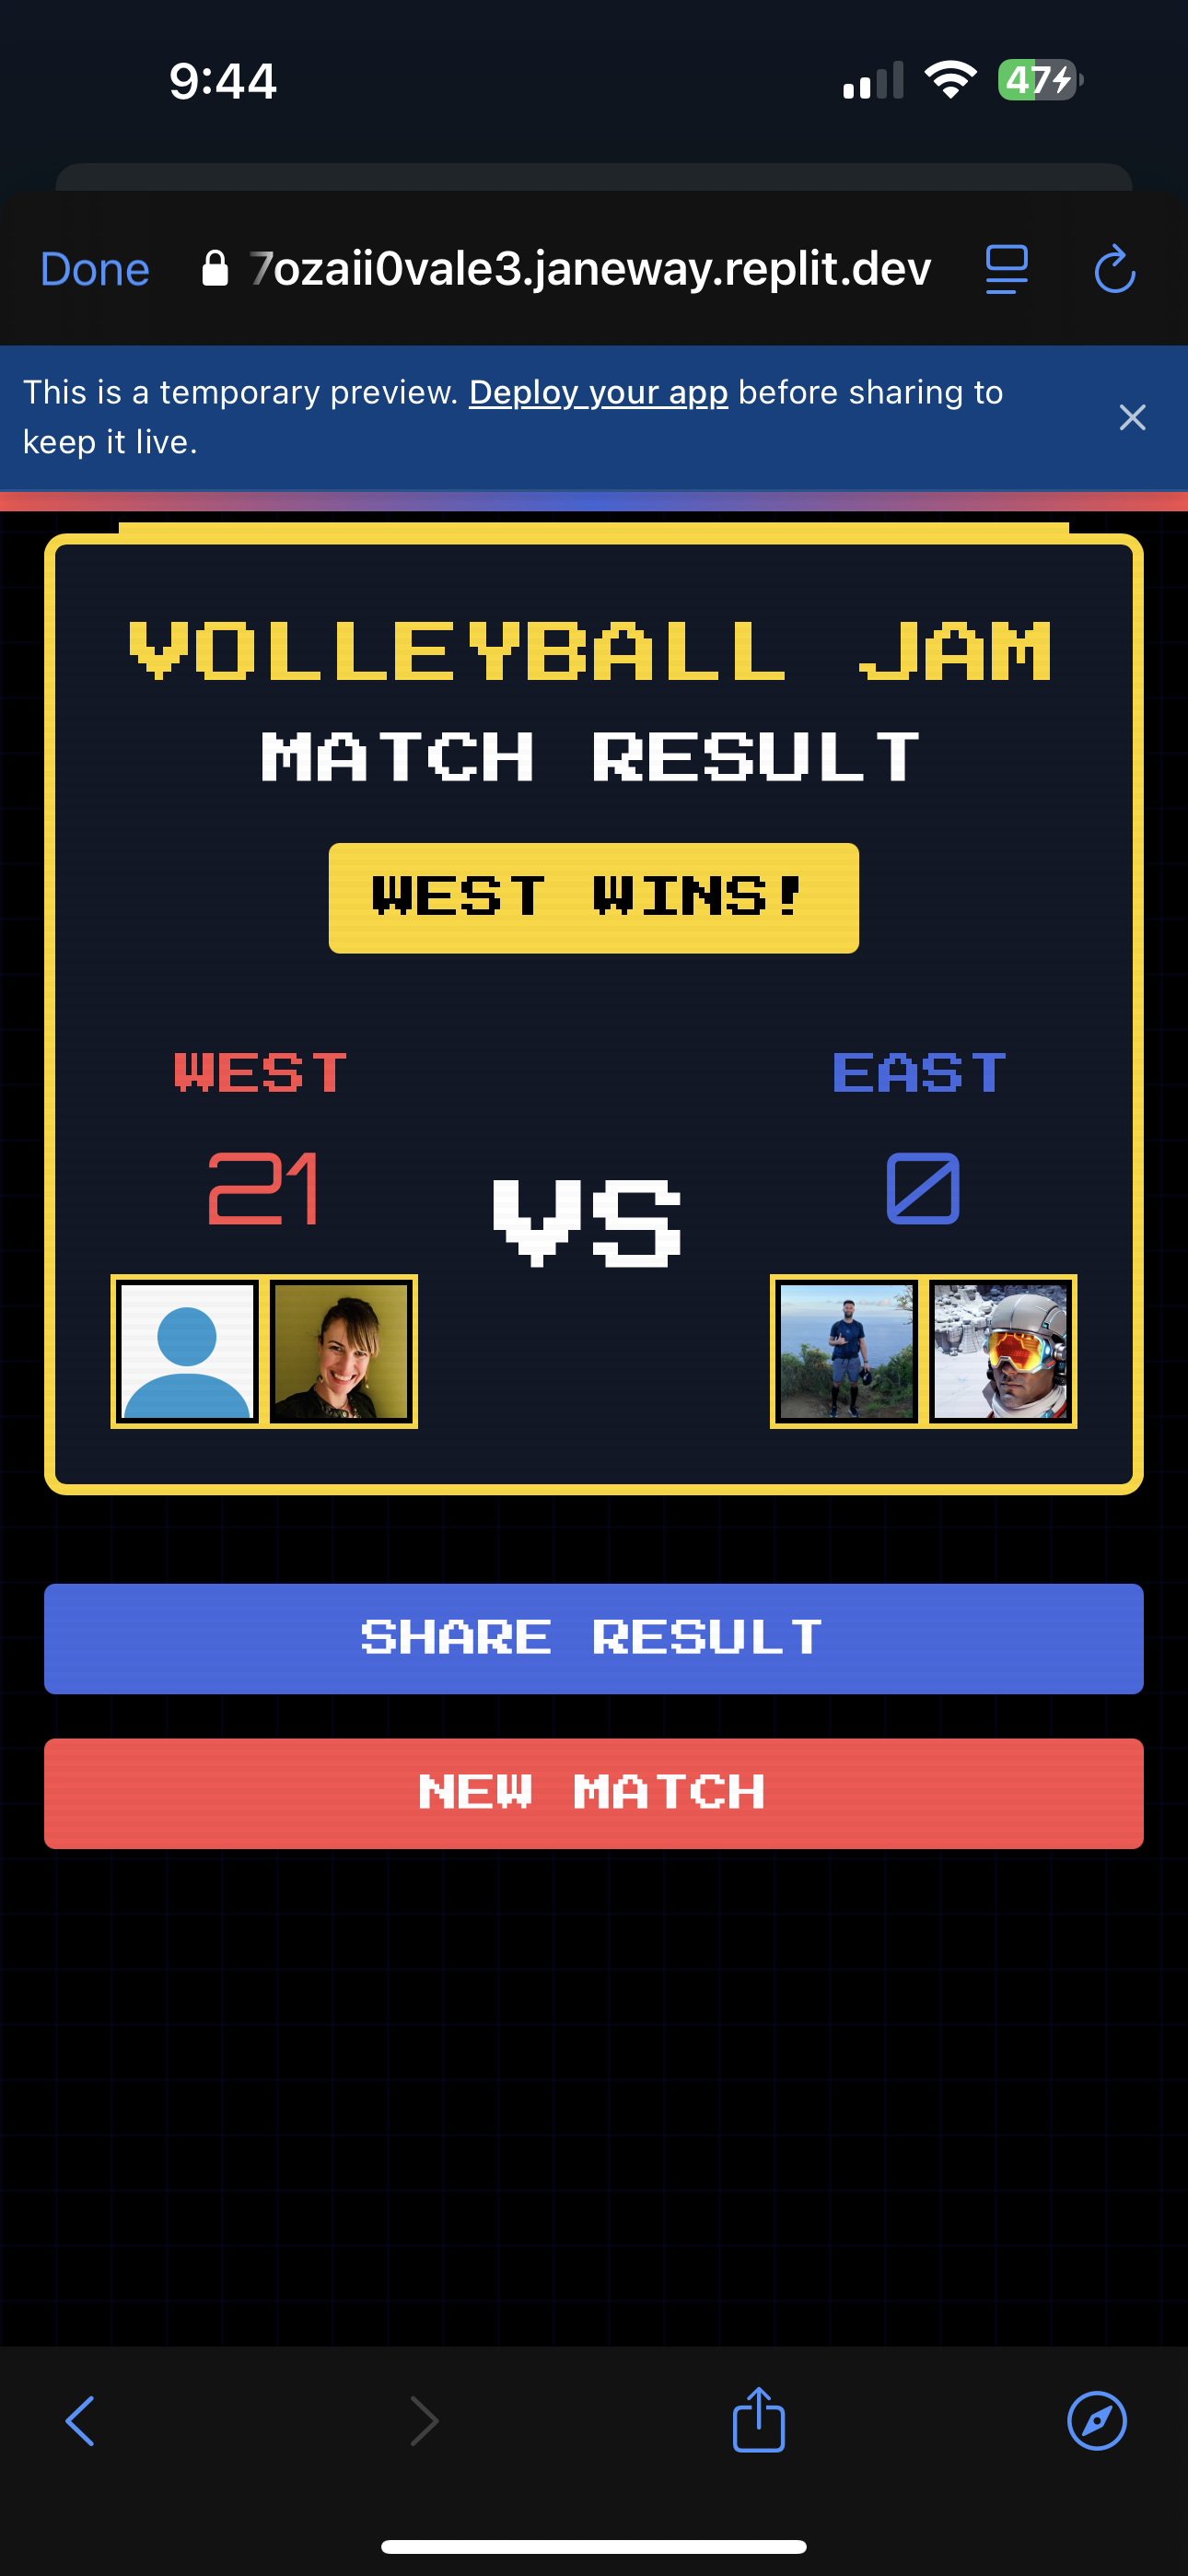 9:44
47
Done
7ozaii0vale3.janeway.replit.dev
This is a temporary preview. Deploy your app before sharing to
keep it live.
VOLLEYBALL JAM
MATCH RESULT
WEST WINS!
WEST
EAST
21
VS
0
SHARE RESULT
NEW MATCH